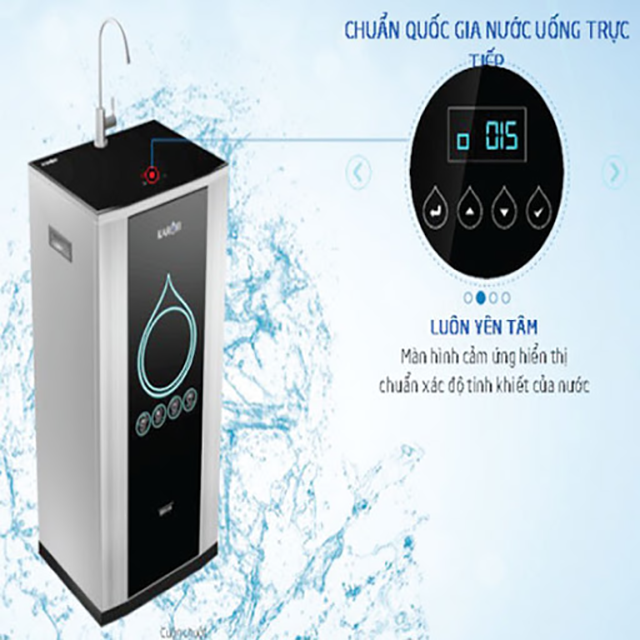 CHUẨN QUỐC GIA NƯỚC UỐNG TRỰC
TIẾP
015
KAROFI
LUÔN YÊN TÂM
Màn hình cảm ứng hiển thị
chuẩn xác độ tinh khiết của nước